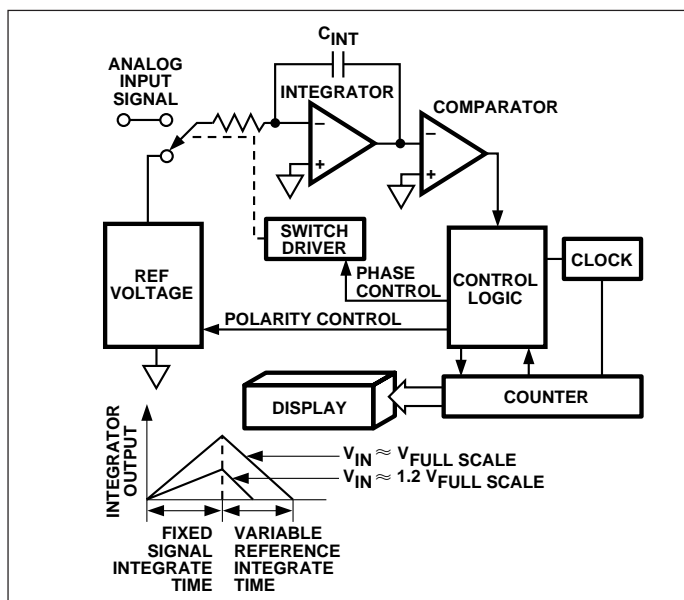 C_INT
ANALOG
INPUT
SIGNAL
INTEGRATOR
COMPARATOR
–
+
–
+
SWITCH
DRIVER
REF
VOLTAGE
PHASE
CONTROL
CONTROL
LOGIC
CLOCK
POLARITY CONTROL
DISPLAY
COUNTER
INTEGRATOR
OUTPUT
V_IN ≈ V_FULL SCALE
V_IN ≈ 1.2 V_FULL SCALE
FIXED
SIGNAL
INTEGRATE
TIME
VARIABLE
REFERENCE
INTEGRATE
TIME